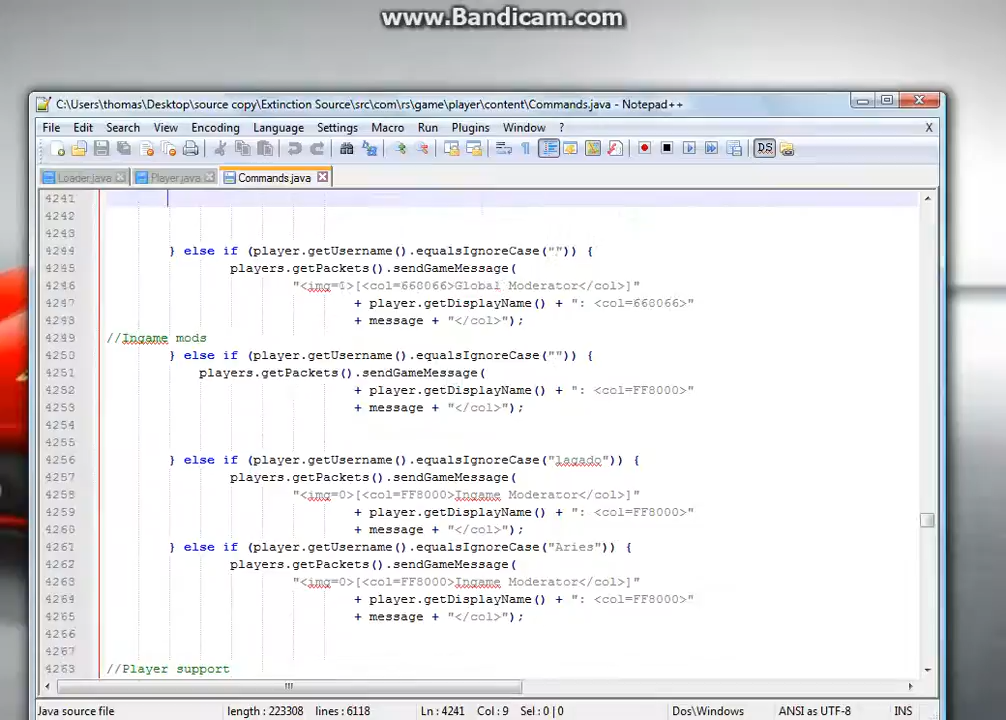 www.Bandicam.com
C:\Users\thomas\Desktop\source copy\Extinction Source\src\com\rs\game\player\content\Commands.java - Notepad++
File Edit Search View Encoding Language Settings Macro Run Plugins Window ? X
Loader.java Player.java Commands.java
4241
4242
4243
4244 } else if (player.getUsername().equalsIgnoreCase("")) {
4245 players.getPackets().sendGameMessage(
4246 "<img=1>[<col=660066>Global Moderator</col>]"
4247 + player.getDisplayName() + ": <col=660066>"
4248 + message + "</col>");
4249 //Ingame mods
4250 } else if (player.getUsername().equalsIgnoreCase("")) {
4251 players.getPackets().sendGameMessage(
4252 + player.getDisplayName() + ": <col=FF8000>"
4253 + message + "</col>");
4254
4255
4256 } else if (player.getUsername().equalsIgnoreCase("lagado")) {
4257 players.getPackets().sendGameMessage(
4258 "<img=0>[<col=FF8000>Ingame Moderator</col>]"
4259 + player.getDisplayName() + ": <col=FF8000>"
4260 + message + "</col>");
4261 } else if (player.getUsername().equalsIgnoreCase("Aries")) {
4262 players.getPackets().sendGameMessage(
4263 "<img=0>[<col=FF8000>Ingame Moderator</col>]"
4264 + player.getDisplayName() + ": <col=FF8000>"
4265 + message + "</col>");
4266
4267
4268 //Player support
Java source file length : 223308 lines : 6118 Ln : 4241 Col : 9 Sel : 0 | 0 Dos\Windows ANSI as UTF-8 INS